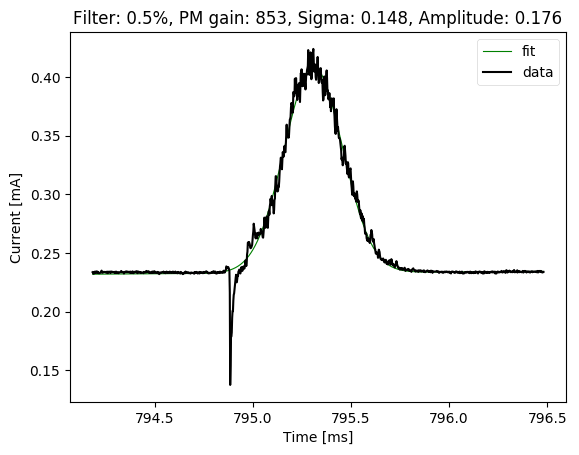 Filter: 0.5%, PM gain: 853, Sigma: 0.148, Amplitude: 0.176
fit
data
0.40
0.35
0.30
0.25
0.20
0.15
Current [mA]
794.5
795.0
795.5
796.0
796.5
Time [ms]